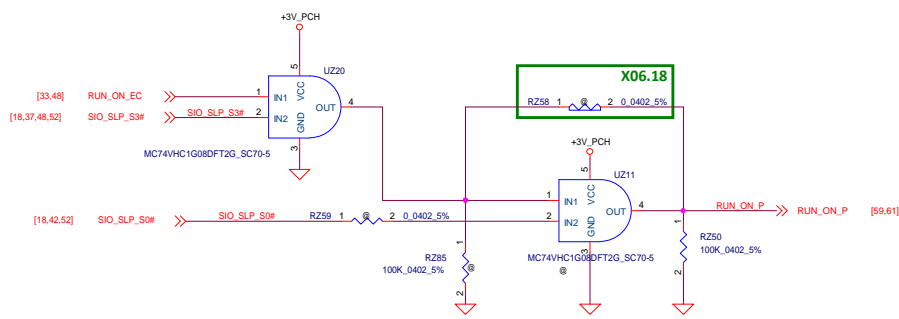 +3V_PCH
X06.18
UZ20
5
VCC
[33,48] RUN_ON_EC 1 IN1
4
OUT
RZ58 1 @ 2 0_0402_5%
[18,37,48,52] SIO_SLP_S3# SIO_SLP_S3# 2 IN2
GND
3
+3V_PCH
MC74VHC1G08DFT2G_SC70-5
5
UZ11
VCC
1 IN1
4
OUT
RUN_ON_P RUN_ON_P [59,61]
[18,42,52] SIO_SLP_S0# SIO_SLP_S0# RZ59 1 @ 2 0_0402_5% 2 IN2
GND
3
1
RZ85
100K_0402_5%
@
2
MC74VHC1G08DFT2G_SC70-5
@
1
RZ50
100K_0402_5%
2